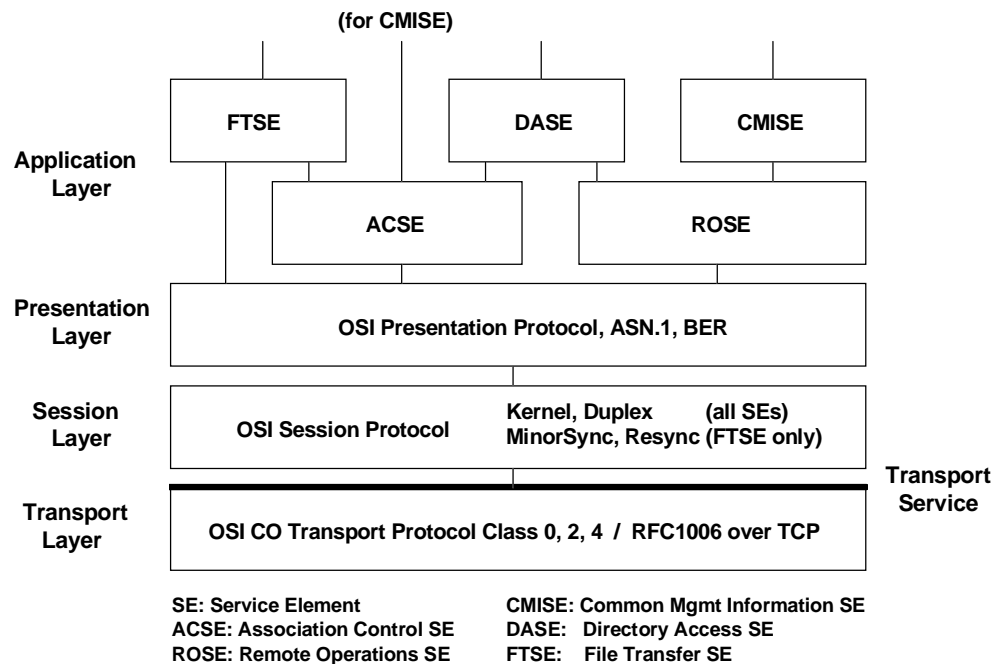 (for CMISE)
FTSE
DASE
CMISE
Application
Layer
ACSE
ROSE
Presentation
Layer
OSI Presentation Protocol, ASN.1, BER
Session
Layer
OSI Session Protocol
Kernel, Duplex (all SEs)
MinorSync, Resync (FTSE only)
Transport
Service
Transport
Layer
OSI CO Transport Protocol Class 0, 2, 4 / RFC1006 over TCP
SE: Service Element
ACSE: Association Control SE
ROSE: Remote Operations SE
CMISE: Common Mgmt Information SE
DASE: Directory Access SE
FTSE: File Transfer SE